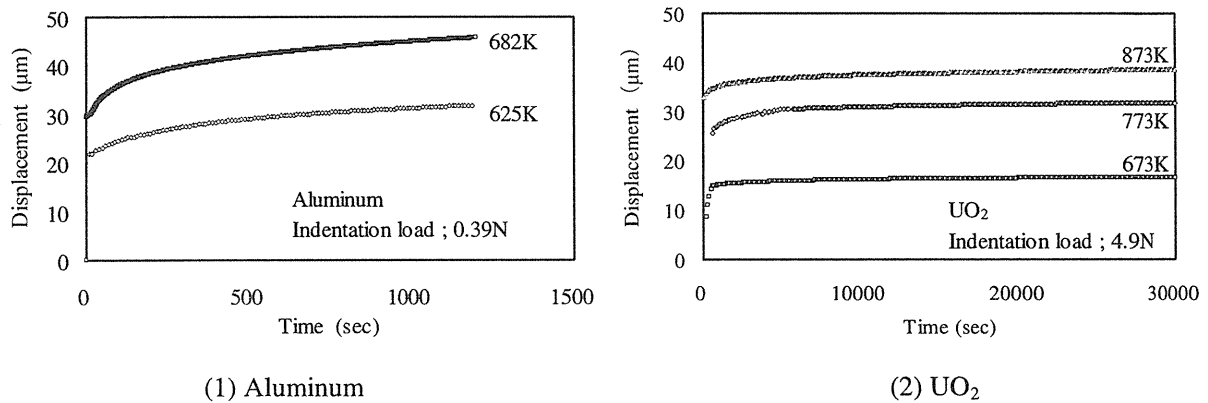 50
40
30
20
10
0
Displacement (μm)
682K
625K
Aluminum
Indentation load ; 0.39N
0
500
1000
1500
Time (sec)
(1) Aluminum
50
40
30
20
10
0
Displacement (μm)
873K
773K
673K
UO₂
Indentation load ; 4.9N
0
10000
20000
30000
Time (sec)
(2) UO₂